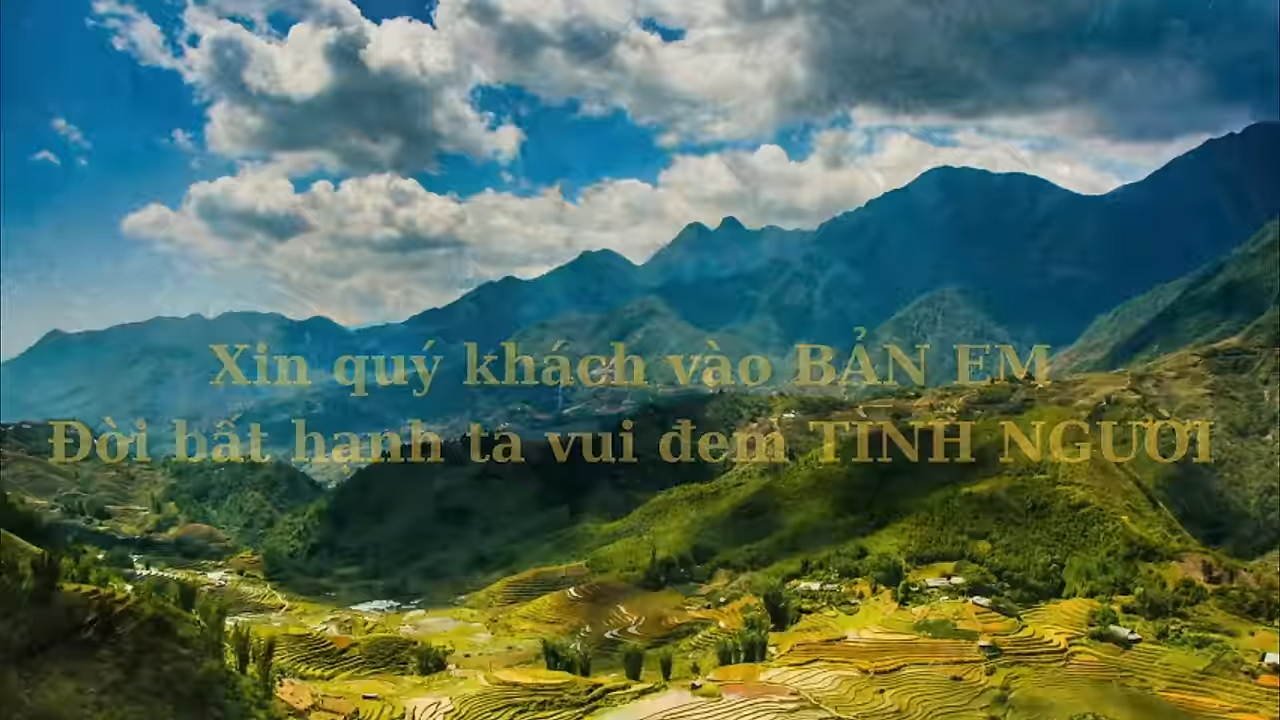 Xin quý khách vào BẢN EM
Đời bất hạnh ta vui đem TÌNH NGƯỜI